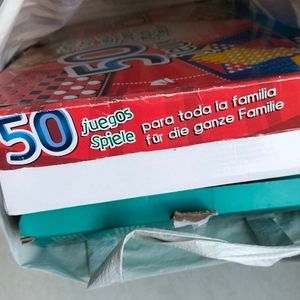 50
50
juegos
Spiele
para toda la familia
für die ganze Familie